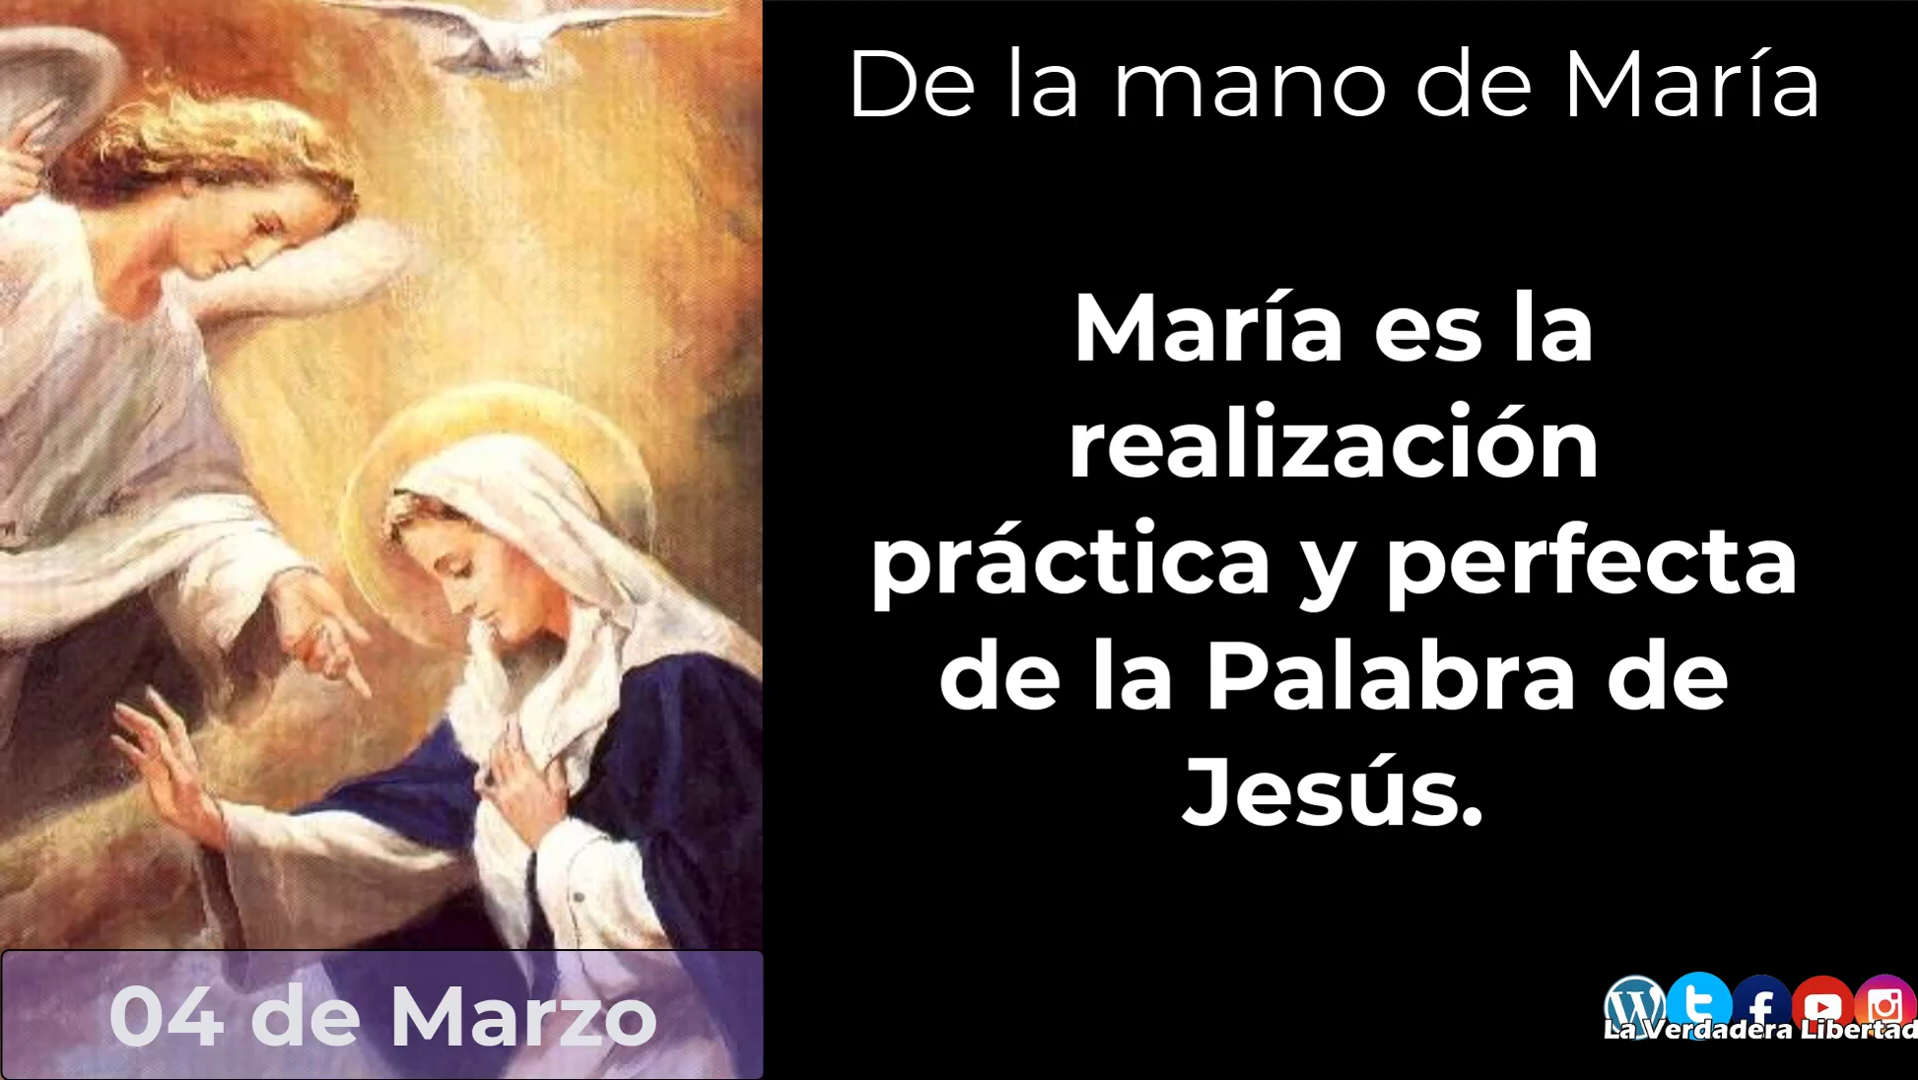 De la mano de María
María es la
realización
práctica y perfecta
de la Palabra de
Jesús.
04 de Marzo
La Verdadera Libertad